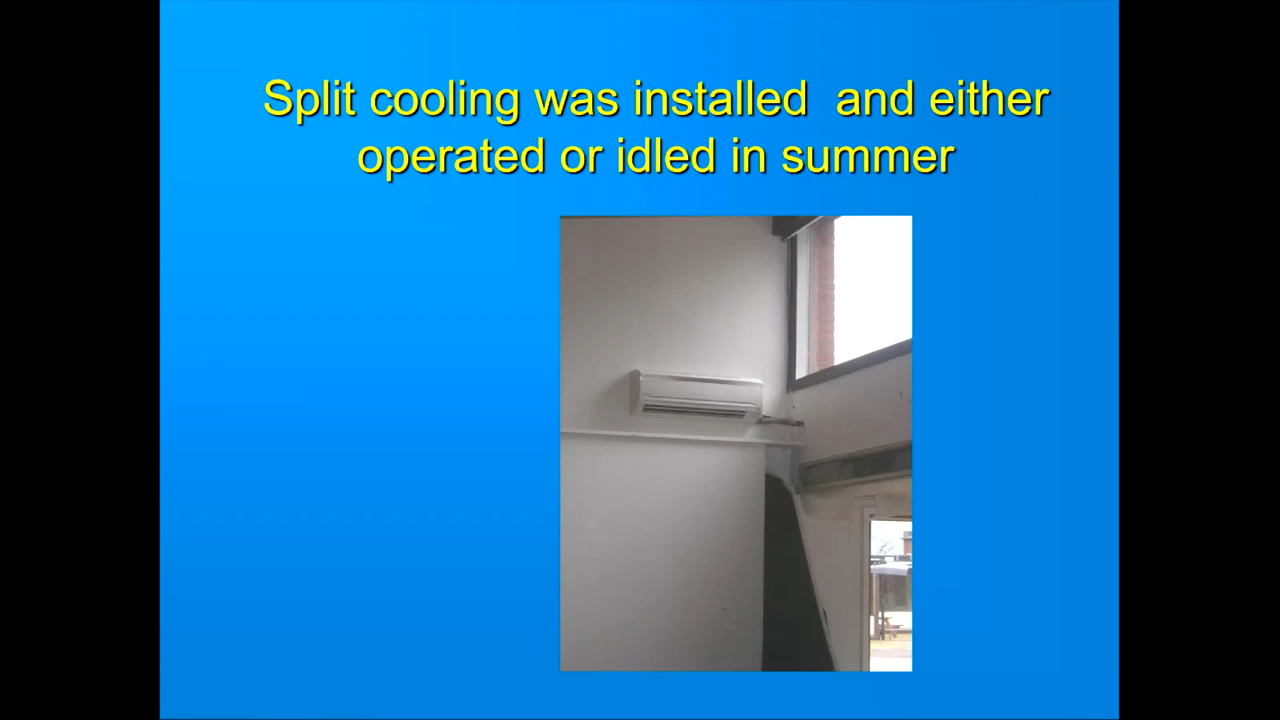 Split cooling was installed  and either
operated or idled in summer